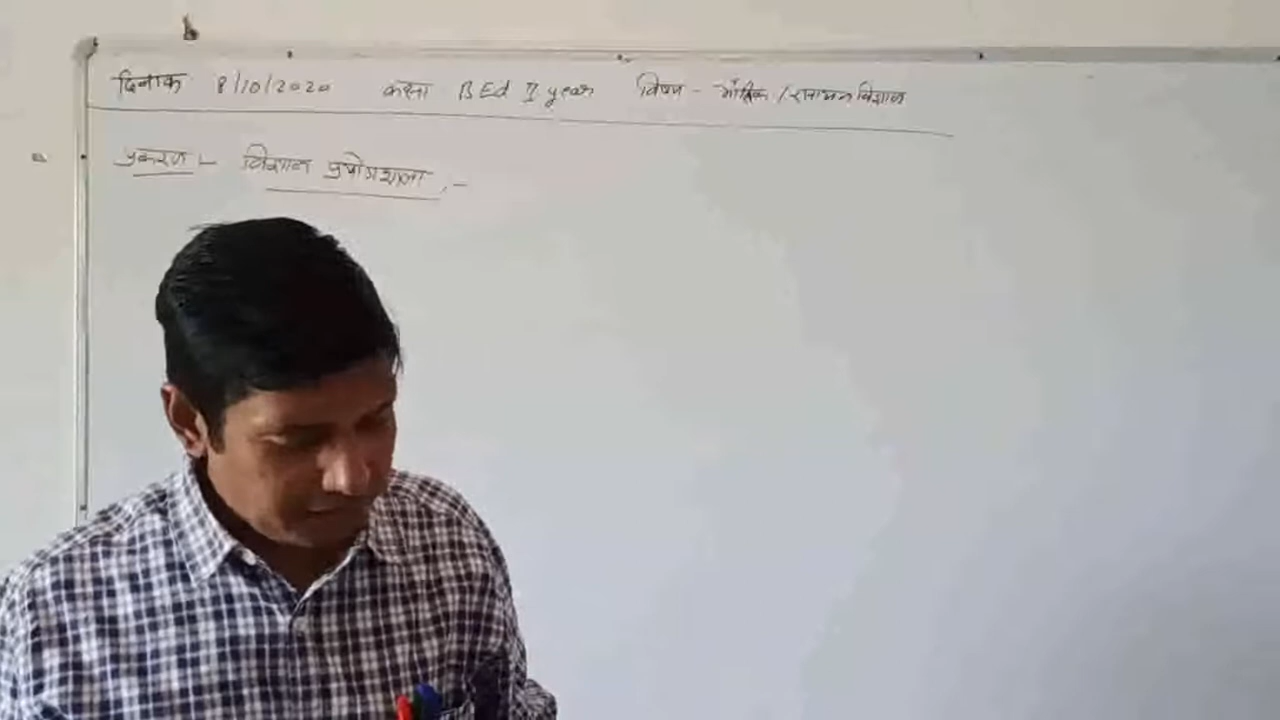 दिनांक 8/10/2020 कक्षा B Ed II year विषय - भौतिक / रसायन विज्ञान
प्रकरण :- विज्ञान प्रयोगशाला :-